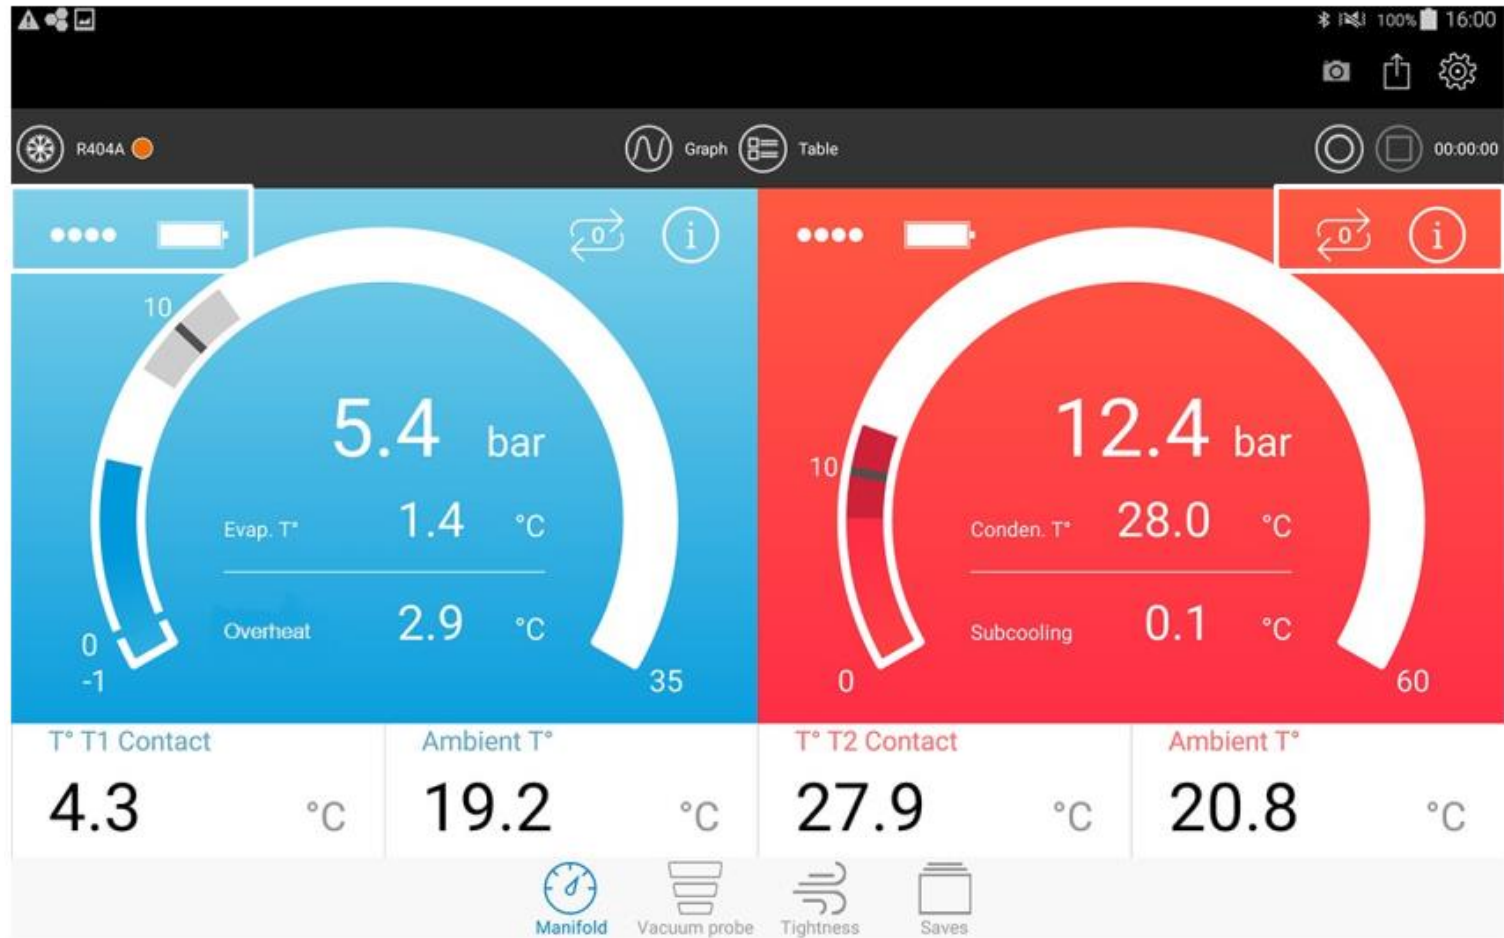 100% 16:00
R404A Graph Table 00:00:00
0 i 0 i
10
5.4 bar
12.4 bar
10
Evap. T° 1.4 °C
Conden. T° 28.0 °C
Overheat 2.9 °C
Subcooling 0.1 °C
0
-1 35
0 60
T° T1 Contact Ambient T° T° T2 Contact Ambient T°
4.3 °C 19.2 °C 27.9 °C 20.8 °C
Manifold Vacuum probe Tightness Saves